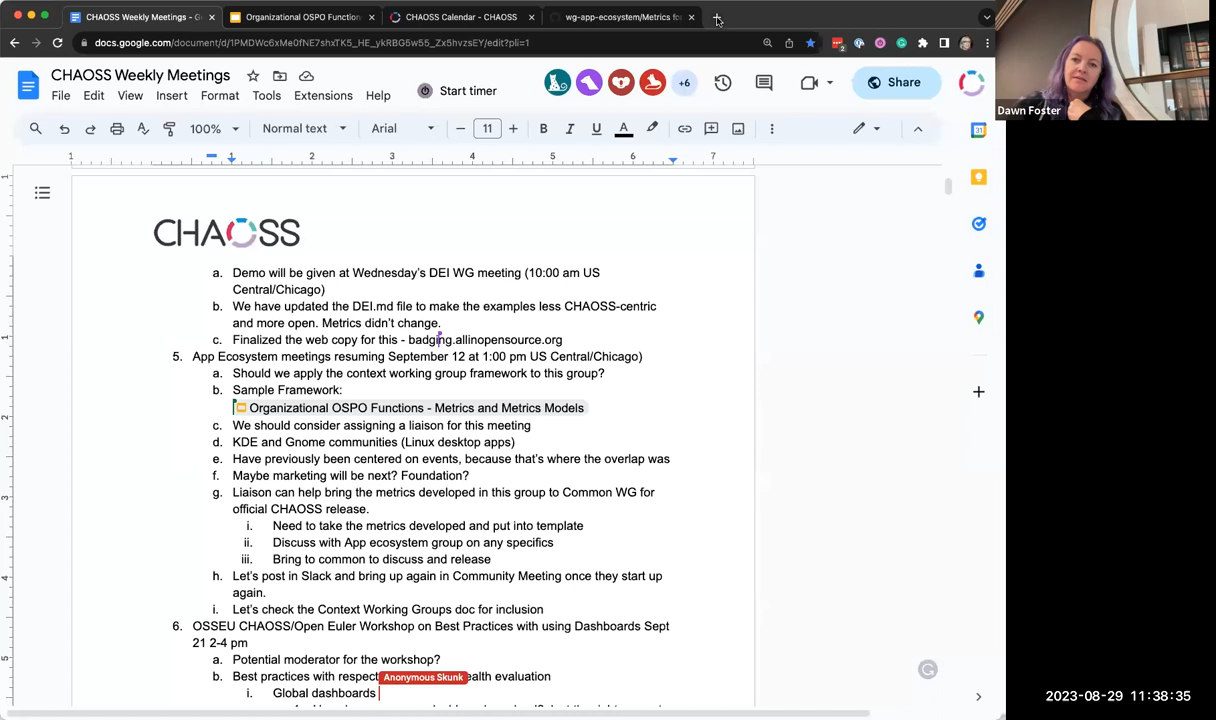 CHAOSS Weekly Meetings - G
Organizational OSPO Function
CHAOSS Calendar - CHAOSS
wg-app-ecosystem/Metrics for
docs.google.com/document/d/1PMDWc6xMe0fNE7shxTK5_HE_ykRBG5w55_Zx5hvzsEY/edit?pli=1
CHAOSS Weekly Meetings
File Edit View Insert Format Tools Extensions Help
Start timer
+6
Share
Dawn Foster
100% Normal text Arial 11
1 1 2 3 4 5 6 7
CHAOSS
a. Demo will be given at Wednesday's DEI WG meeting (10:00 am US
Central/Chicago)
b. We have updated the DEI.md file to make the examples less CHAOSS-centric
and more open. Metrics didn't change.
c. Finalized the web copy for this - badging.allinopensource.org
5. App Ecosystem meetings resuming September 12 at 1:00 pm US Central/Chicago)
a. Should we apply the context working group framework to this group?
b. Sample Framework:
Organizational OSPO Functions - Metrics and Metrics Models
c. We should consider assigning a liaison for this meeting
d. KDE and Gnome communities (Linux desktop apps)
e. Have previously been centered on events, because that's where the overlap was
f. Maybe marketing will be next? Foundation?
g. Liaison can help bring the metrics developed in this group to Common WG for
official CHAOSS release.
i. Need to take the metrics developed and put into template
ii. Discuss with App ecosystem group on any specifics
iii. Bring to common to discuss and release
h. Let's post in Slack and bring up again in Community Meeting once they start up
again.
i. Let's check the Context Working Groups doc for inclusion
6. OSSEU CHAOSS/Open Euler Workshop on Best Practices with using Dashboards Sept
21 2-4 pm
a. Potential moderator for the workshop?
b. Best practices with respect Anonymous Skunk ealth evaluation
i. Global dashboards
2023-08-29 11:38:35